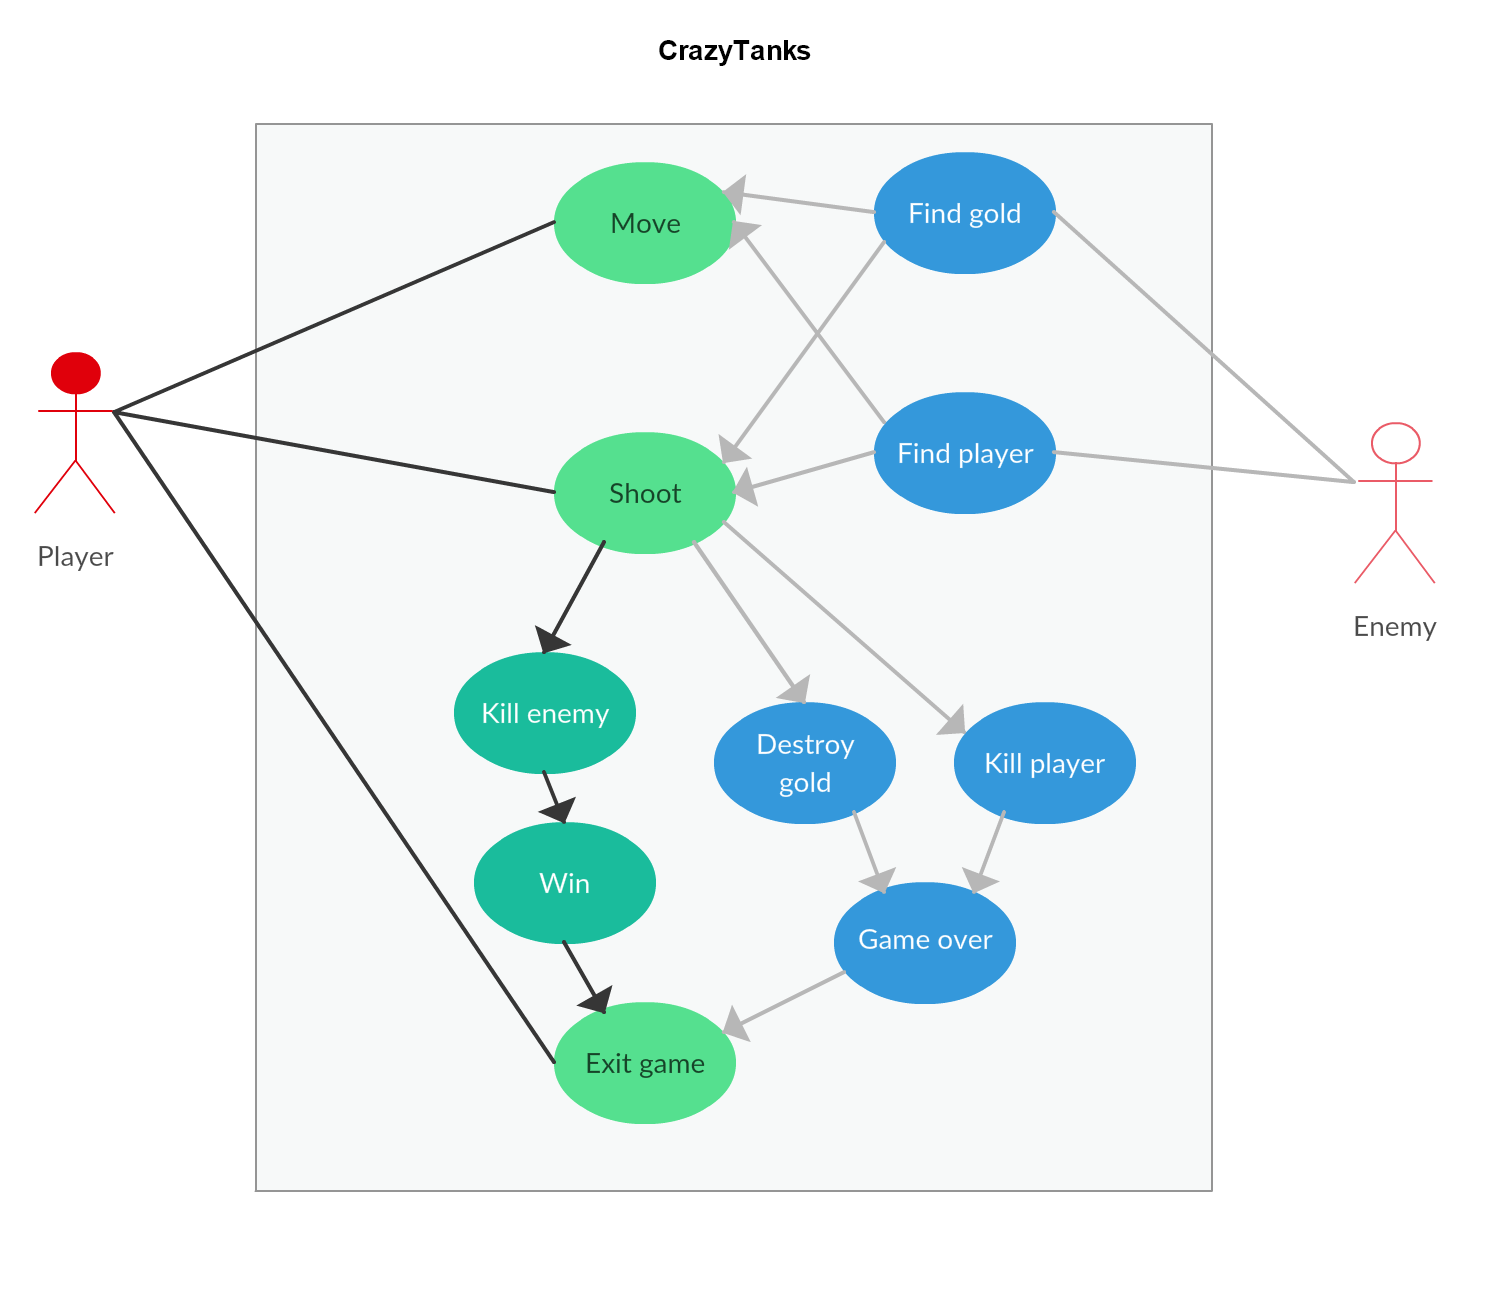 CrazyTanks
Move
Find gold
Find player
Shoot
Player
Enemy
Kill enemy
Destroy
gold
Kill player
Win
Game over
Exit game